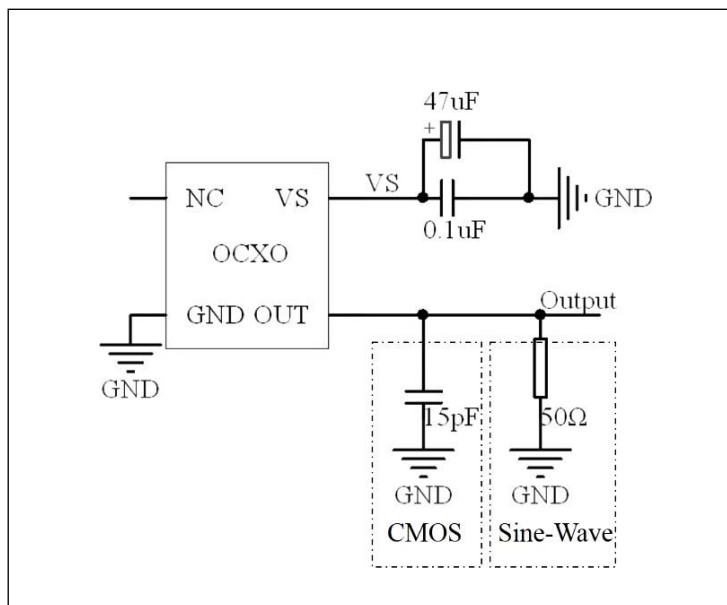 47uF
+
NC VS
VS
GND
0.1uF
OCXO
GND OUT
Output
GND
15pF
50Ω
GND
GND
CMOS
Sine-Wave